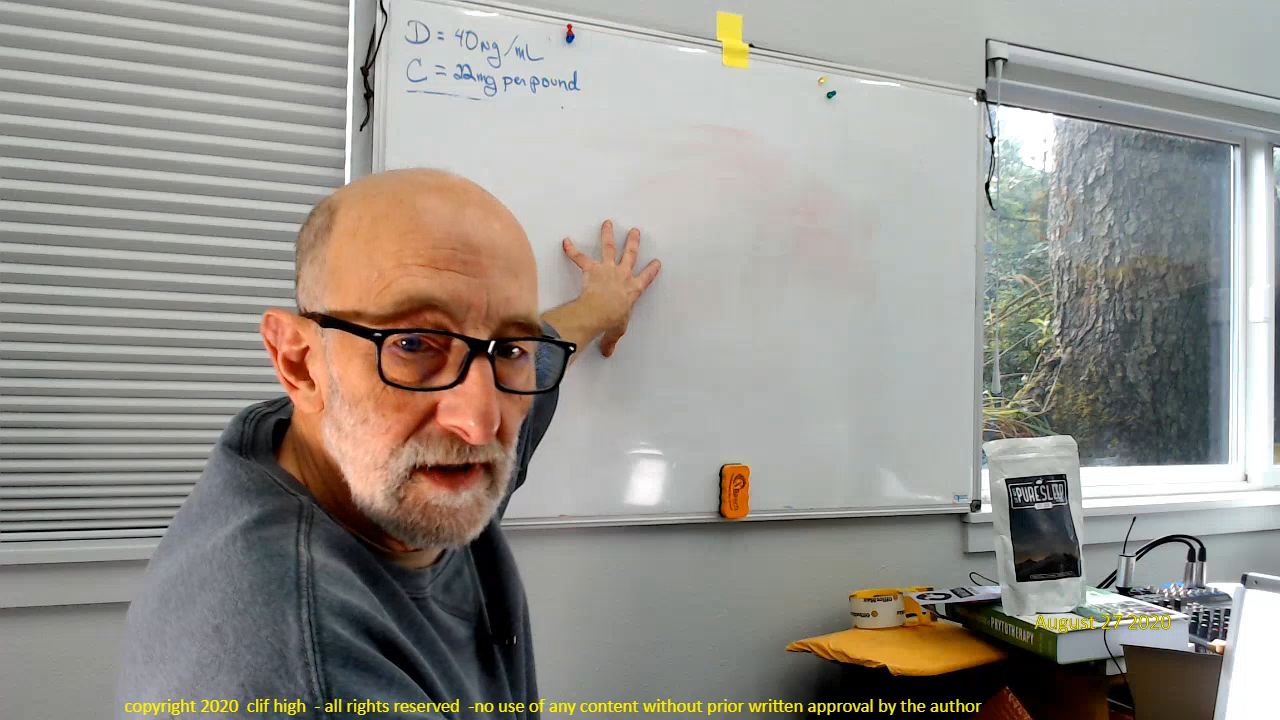 D = 40ng/mL
C = 22mg per pound
PURESLEEP
PHYTOTHERAPY
August 27 2020
copyright 2020 clif high - all rights reserved -no use of any content without prior written approval by the author